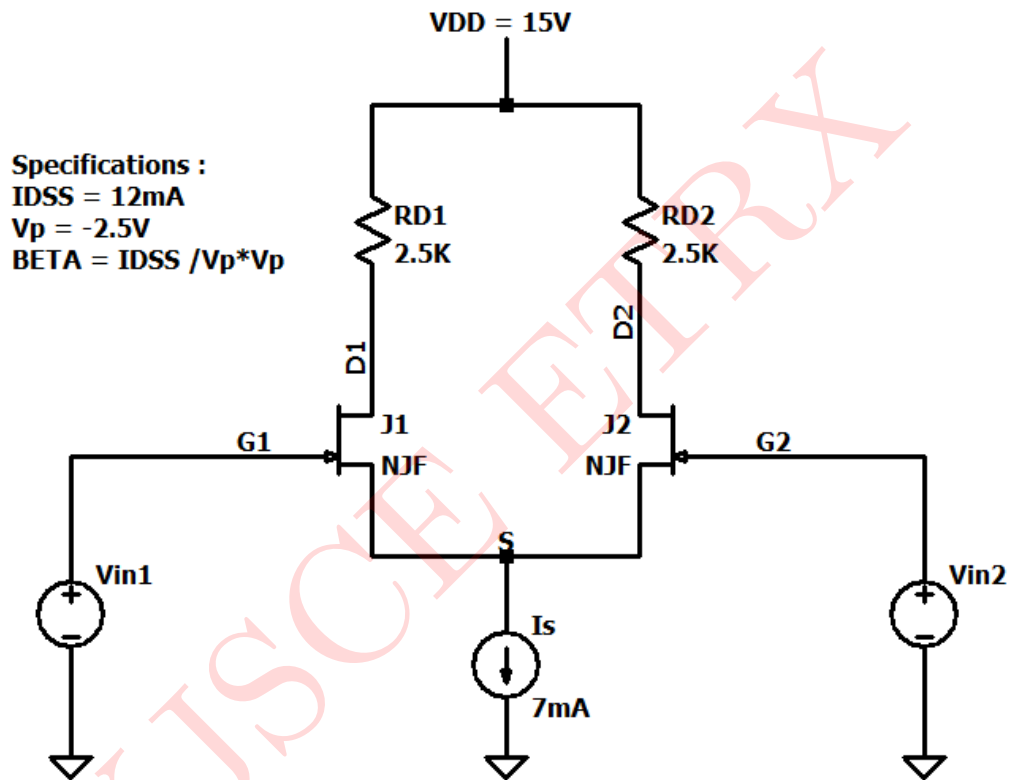 VDD = 15V
Specifications :
IDSS = 12mA
Vp = -2.5V
BETA = IDSS /Vp*Vp
RD1
2.5K
RD2
2.5K
D1
D2
J1
NJF
J2
NJF
G1
G2
S
Vin1
Vin2
Is
7mA
KJSCE ETRX